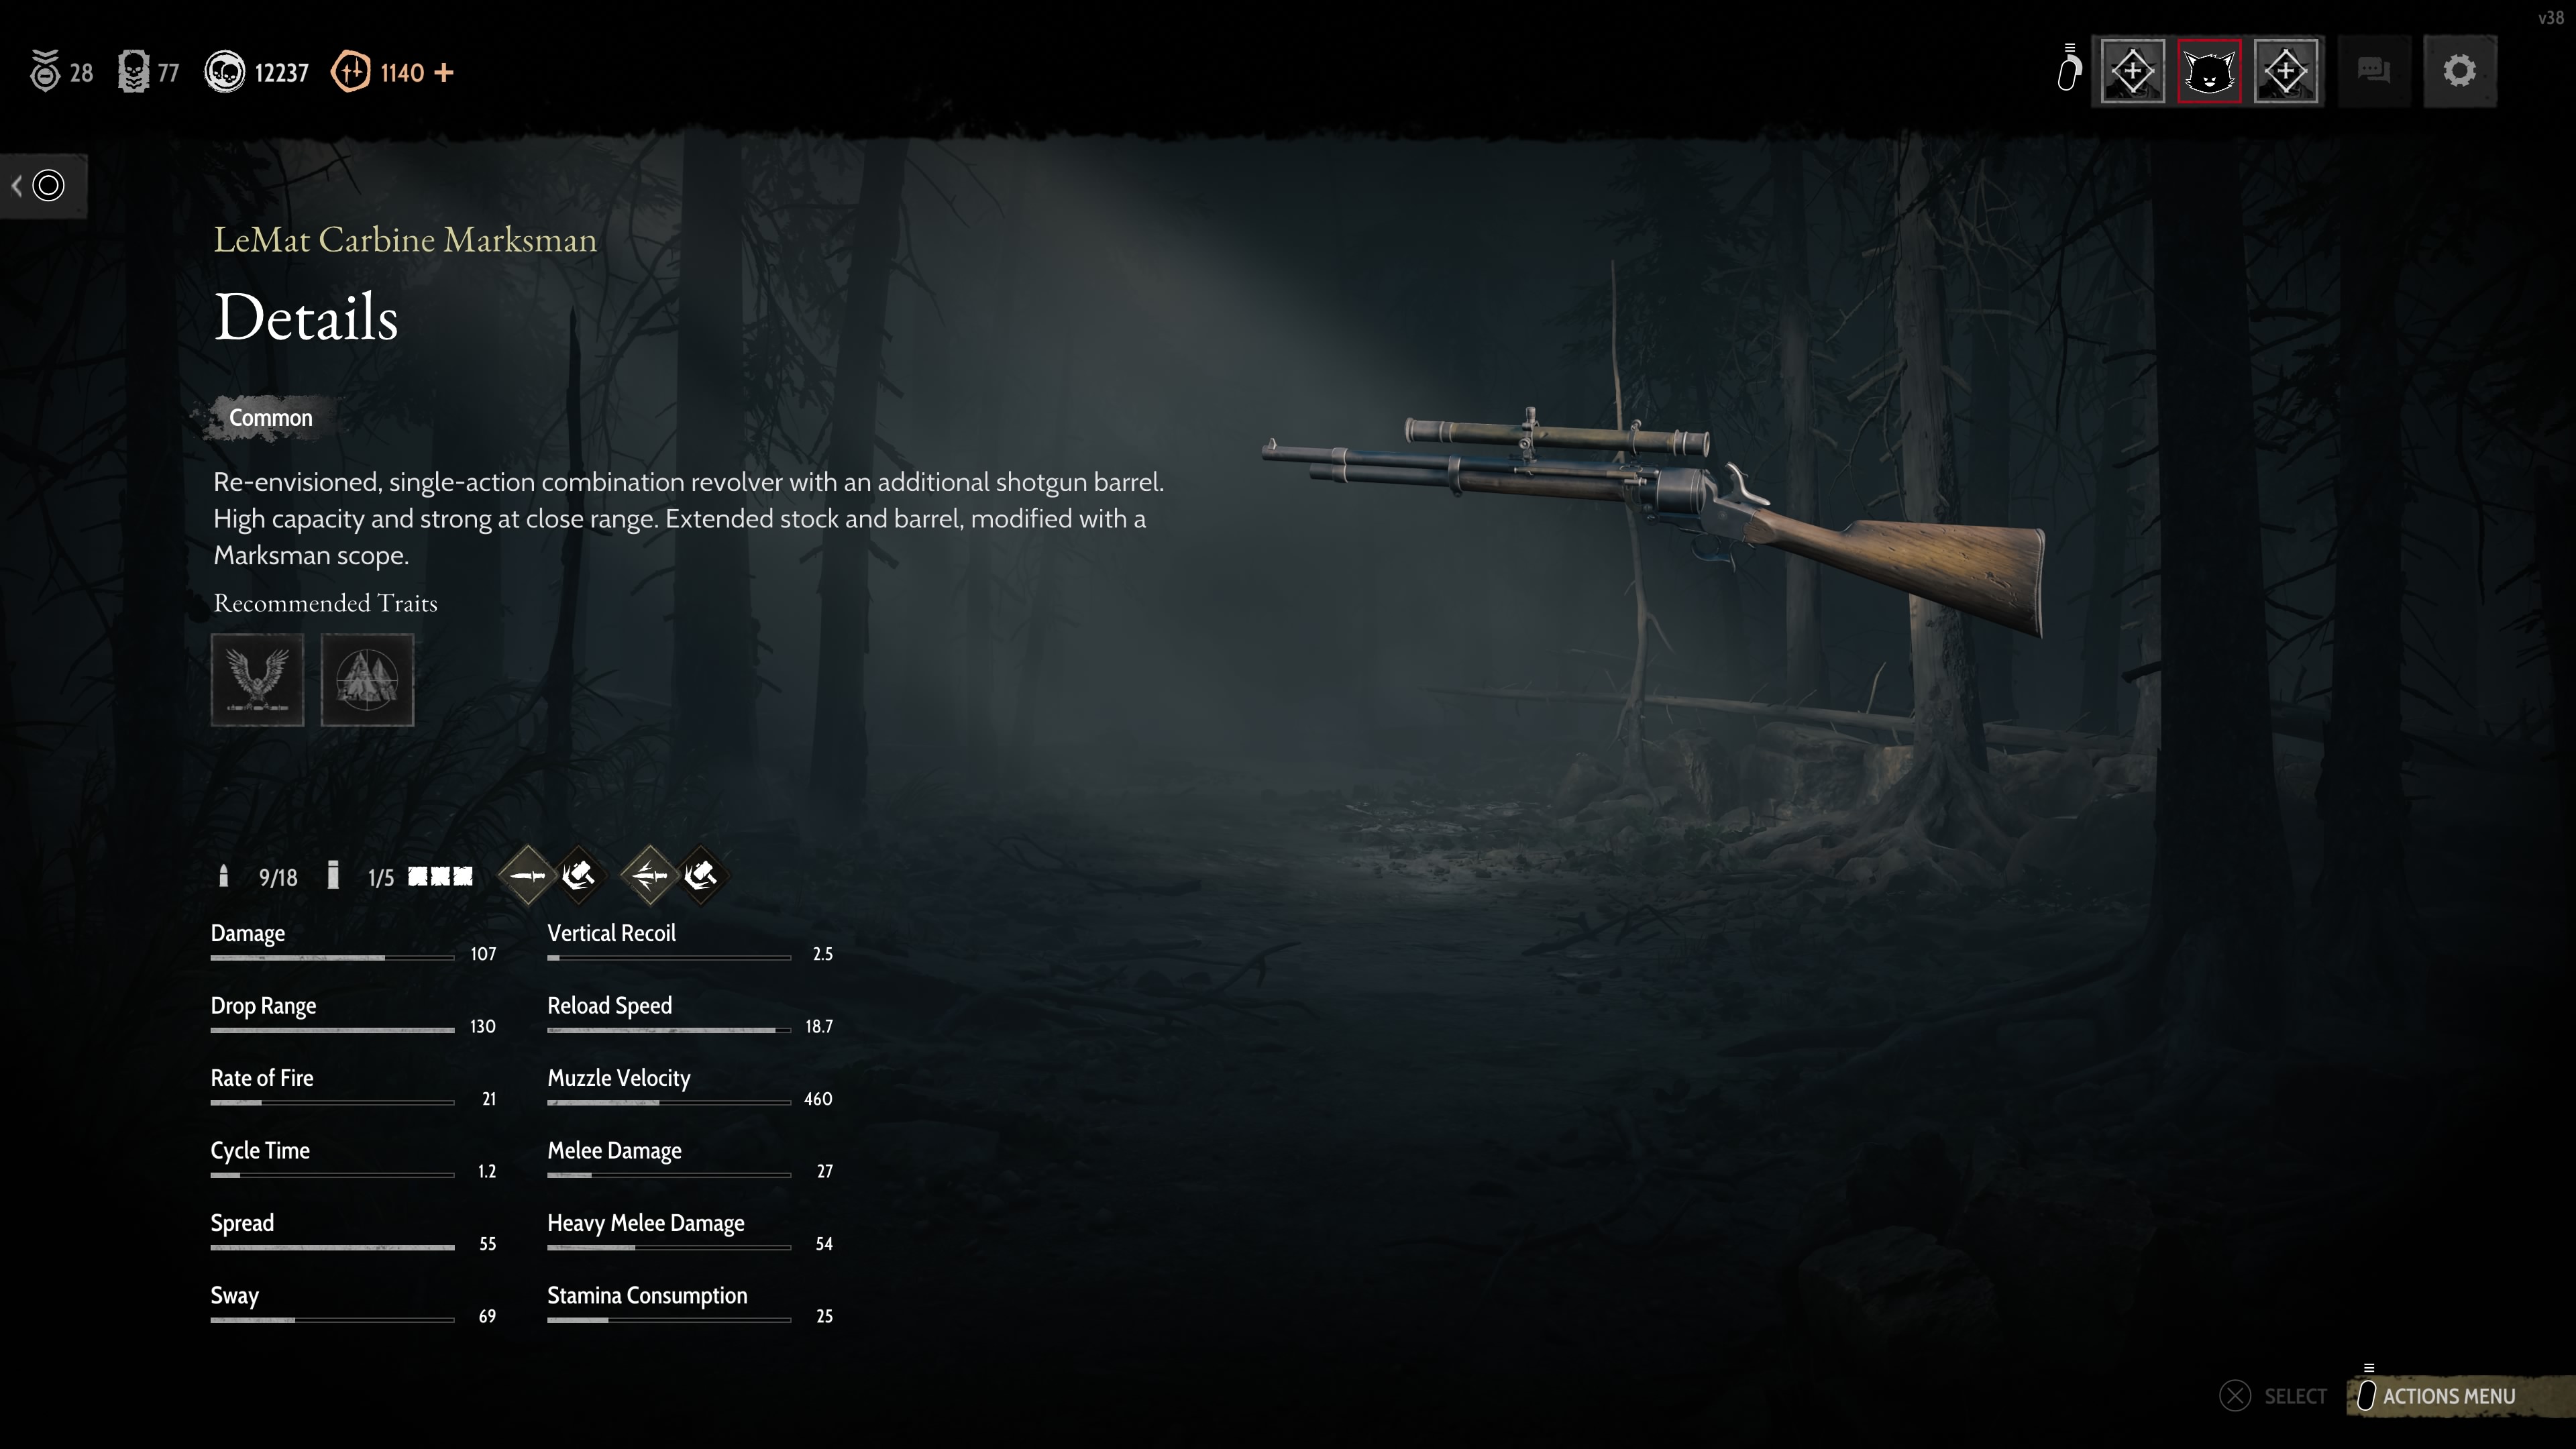 v38
28 77 12237 1140 +
LeMat Carbine Marksman
Details
Common
Re-envisioned, single-action combination revolver with an additional shotgun barrel.
High capacity and strong at close range. Extended stock and barrel, modified with a
Marksman scope.
Recommended Traits
9/18 1/5
Damage 107
Drop Range 130
Rate of Fire 21
Cycle Time 1.2
Spread 55
Sway 69
Vertical Recoil 2.5
Reload Speed 18.7
Muzzle Velocity 460
Melee Damage 27
Heavy Melee Damage 54
Stamina Consumption 25
SELECT ACTIONS MENU